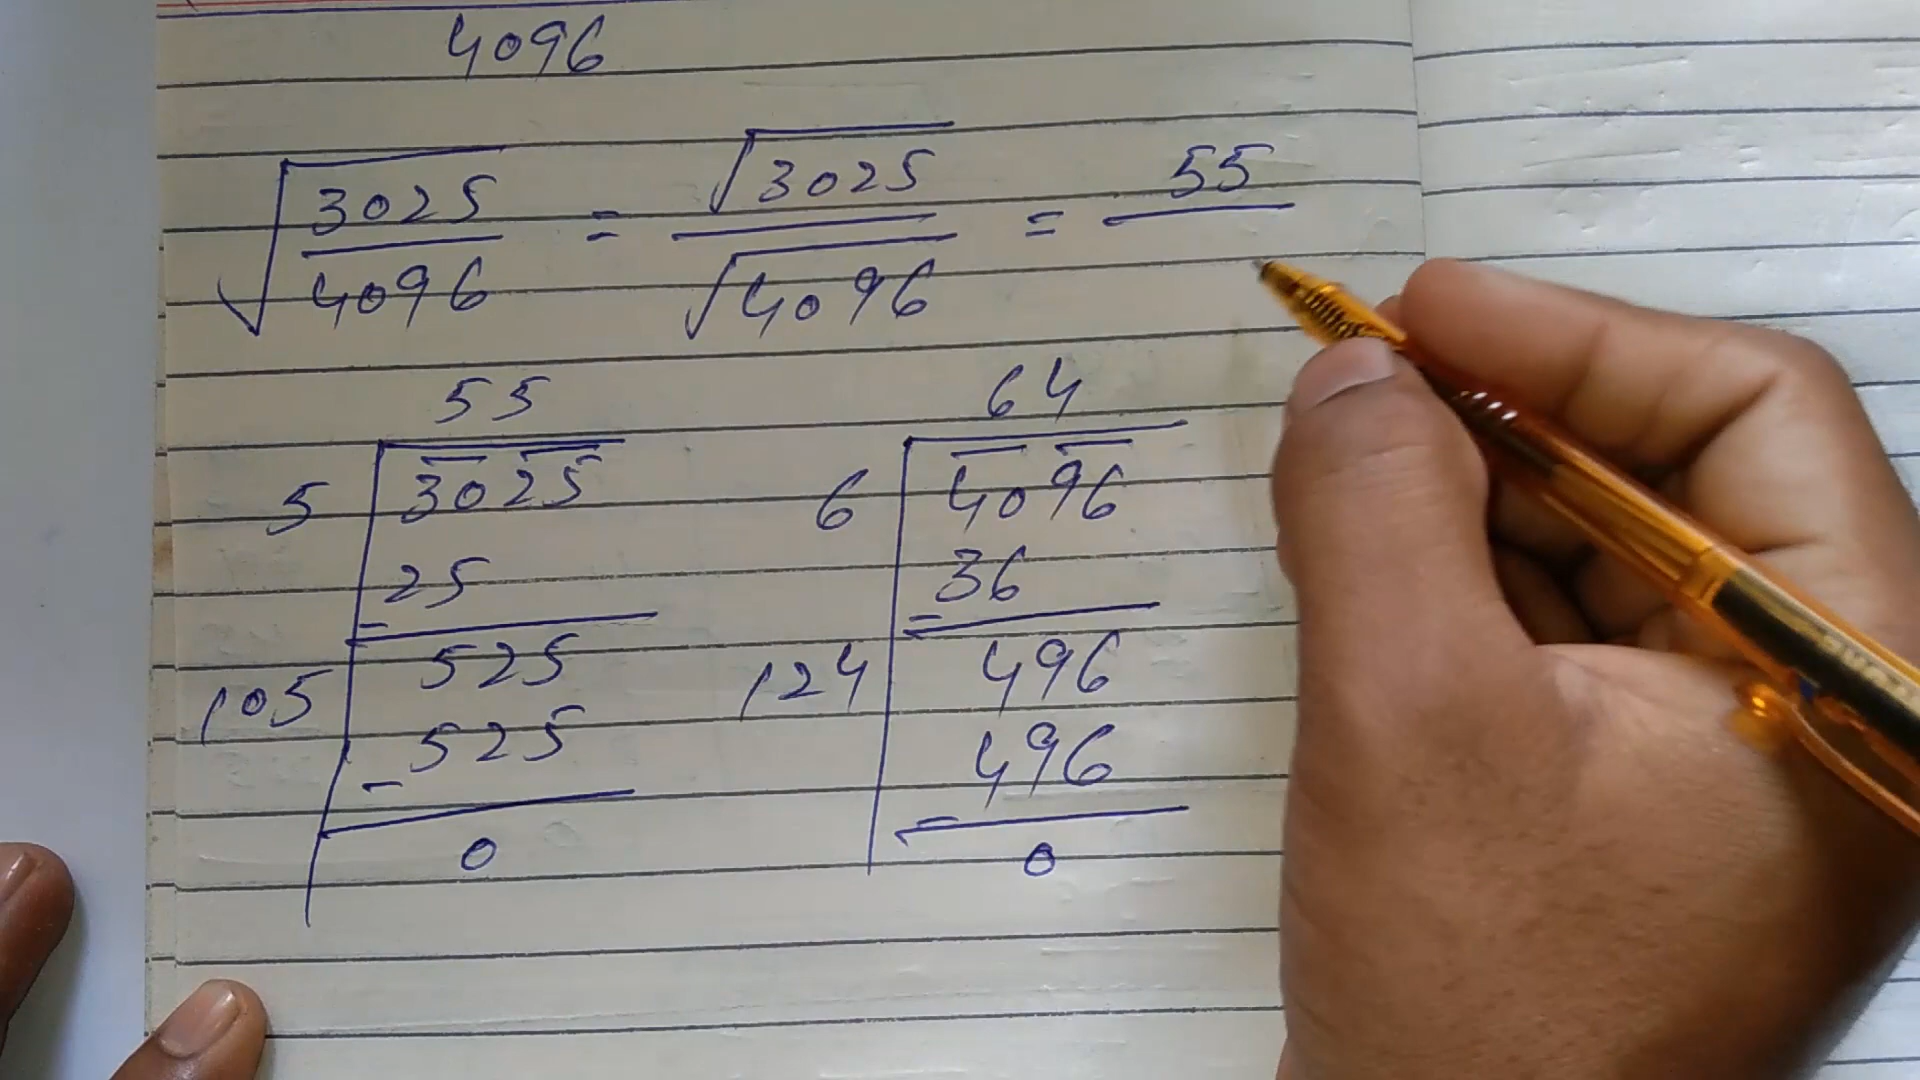 4096
√3025/4096 = √3025/√4096 = 55/
55 64
5 3025 6 4096
25 36
105 525 124 496
- 525 - 496
0 0